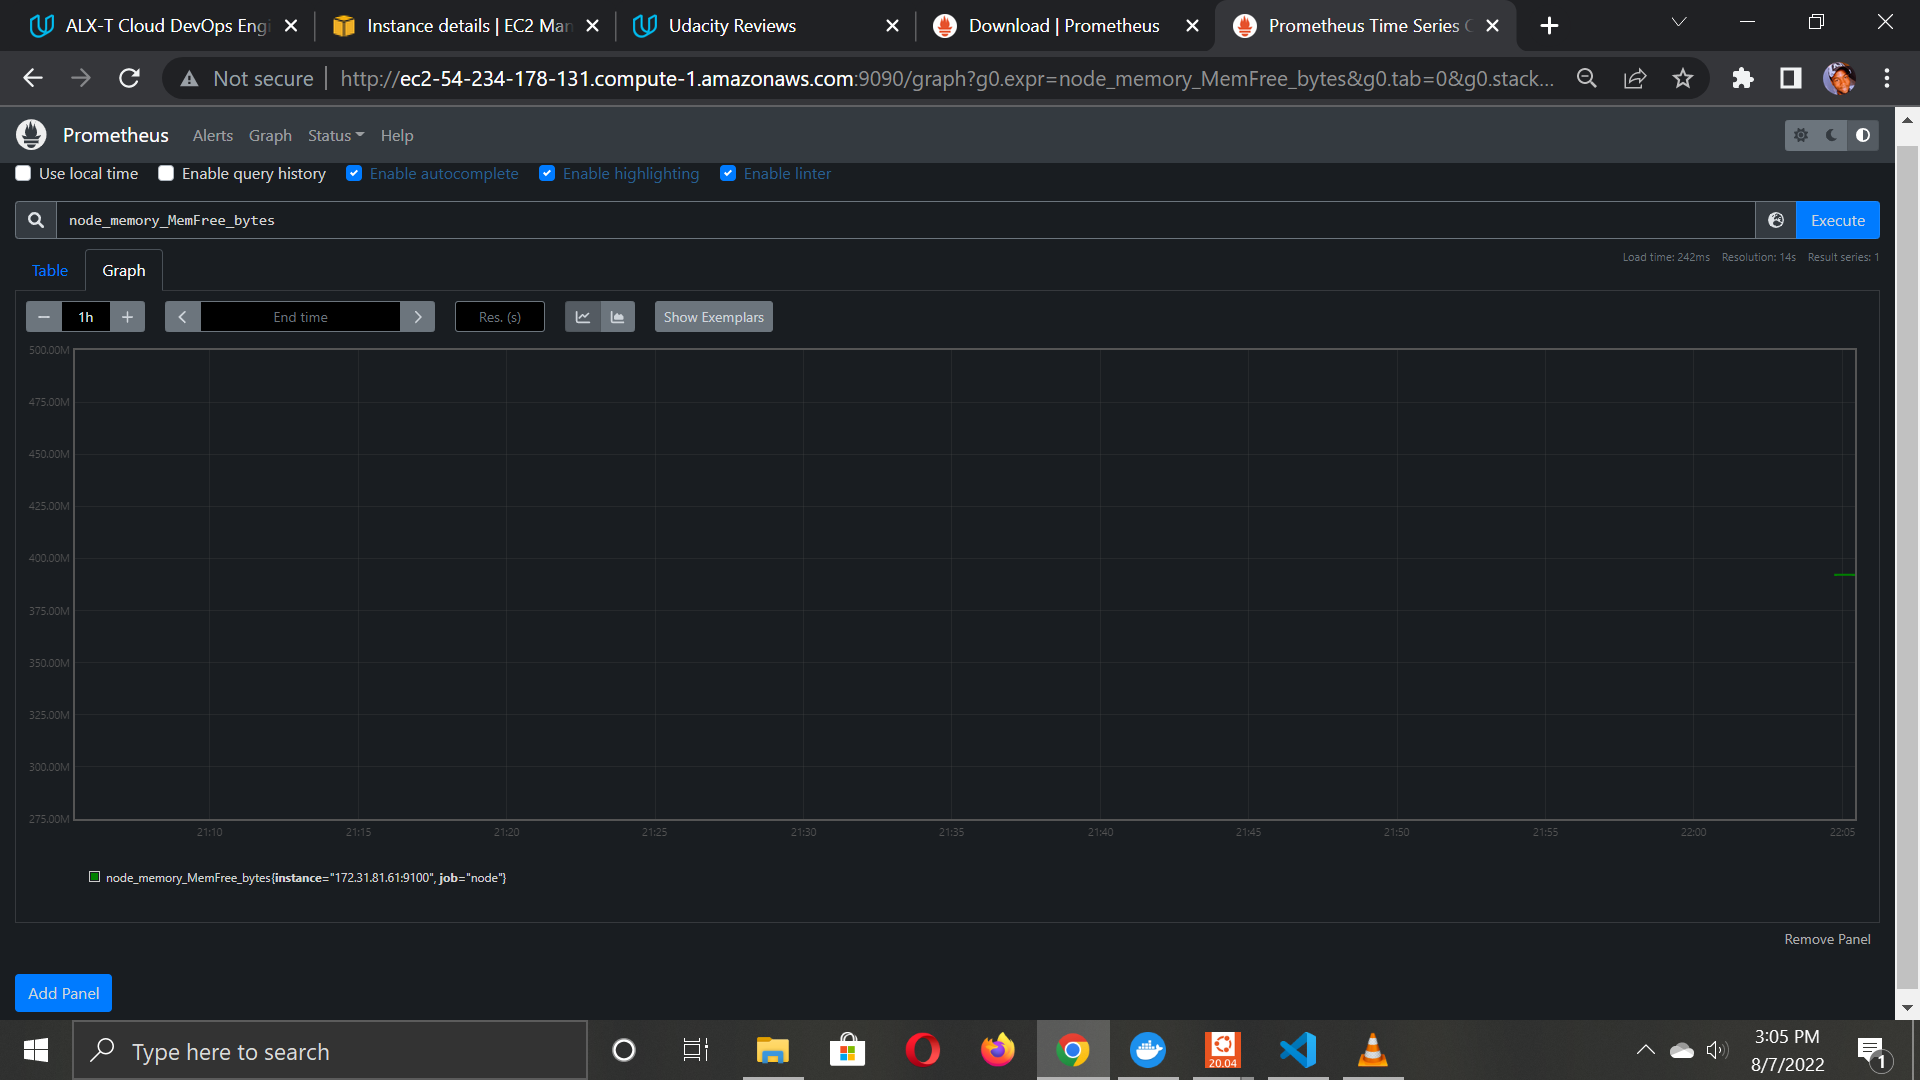 ALX-T Cloud DevOps Engi
Instance details | EC2 Man
Udacity Reviews
Download | Prometheus
Prometheus Time Series C
Not secure
http://ec2-54-234-178-131.compute-1.amazonaws.com:9090/graph?g0.expr=node_memory_MemFree_bytes&g0.tab=0&g0.stack...
Prometheus Alerts Graph Status Help
Use local time Enable query history Enable autocomplete Enable highlighting Enable linter
node_memory_MemFree_bytes
Execute
Table Graph
Load time: 242ms Resolution: 14s Result series: 1
1h
End time
Res. (s)
Show Exemplars
500.00M
475.00M
450.00M
425.00M
400.00M
375.00M
350.00M
325.00M
300.00M
275.00M
21:10 21:15 21:20 21:25 21:30 21:35 21:40 21:45 21:50 21:55 22:00 22:05
node_memory_MemFree_bytes{instance="172.31.81.61:9100", job="node"}
Remove Panel
Add Panel
Type here to search
20.04
3:05 PM
8/7/2022
1